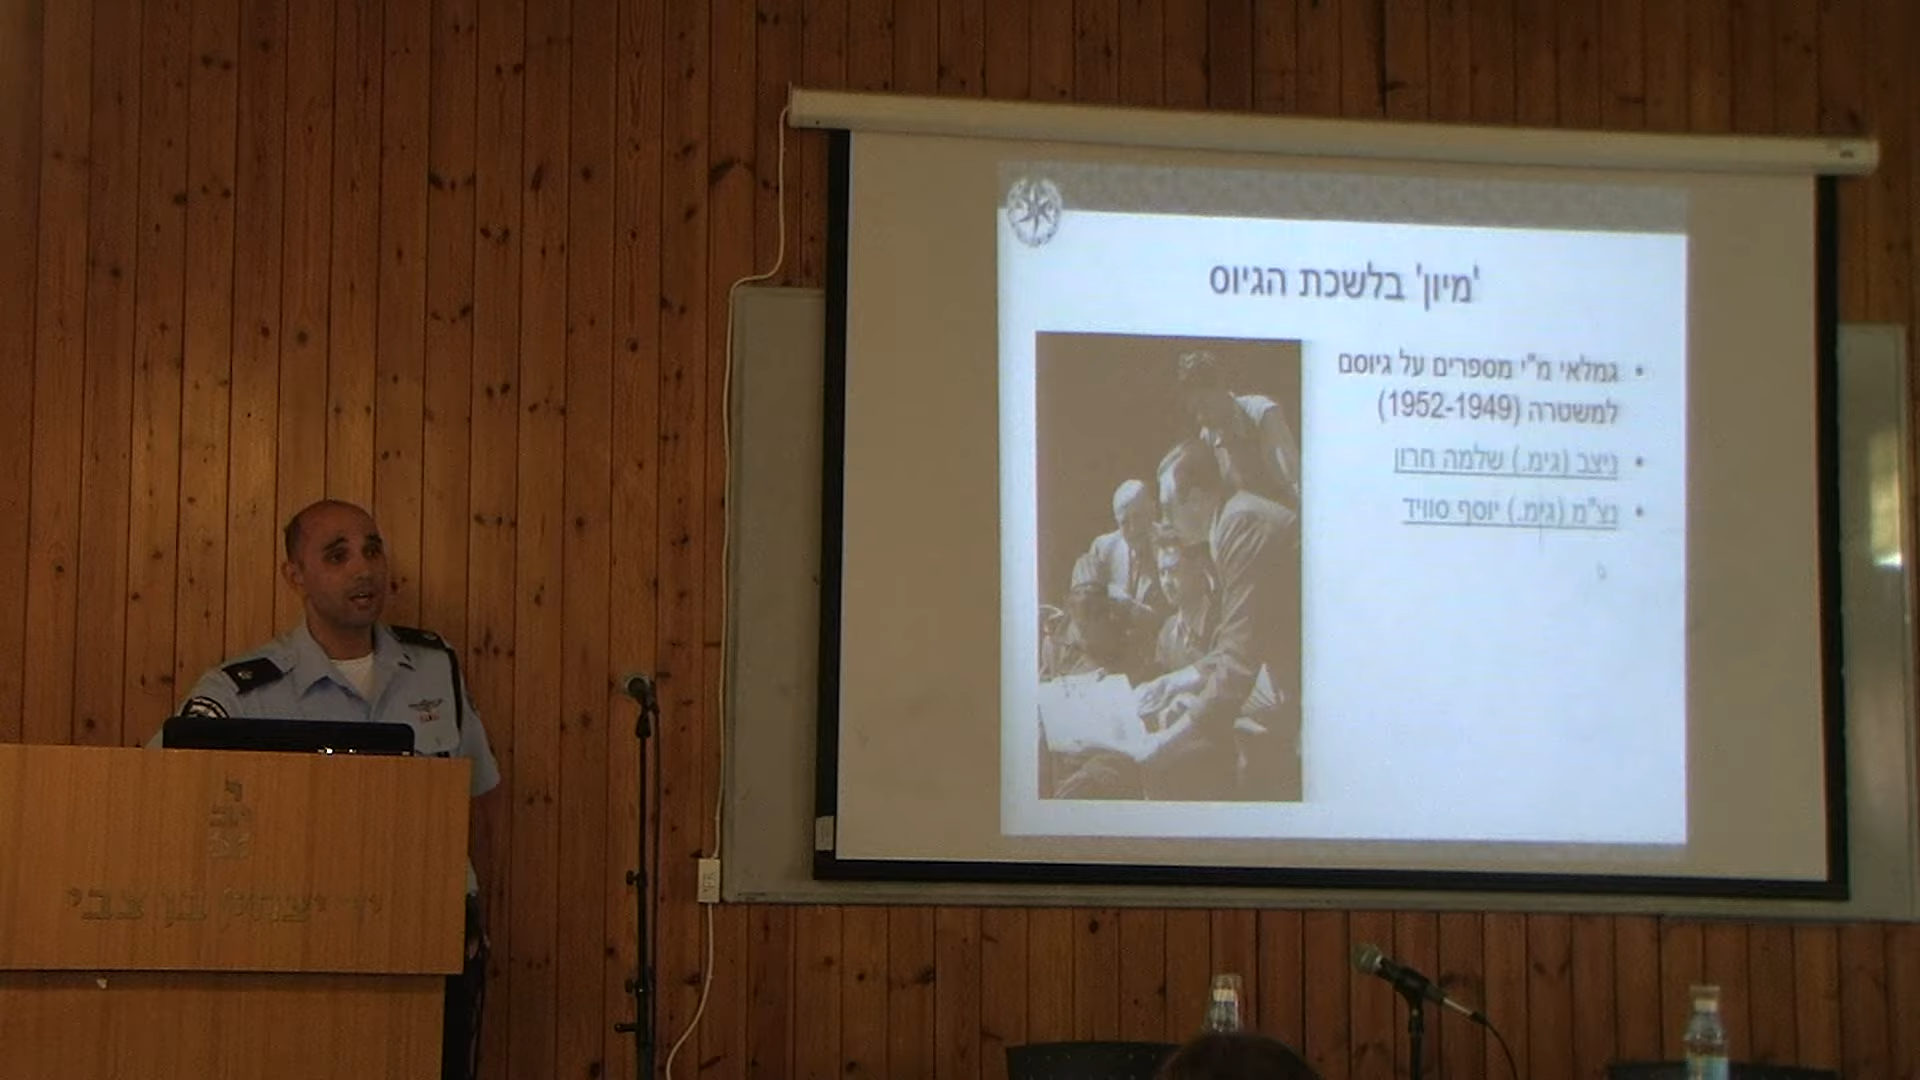 'מיון' בלשכת הגיוס
• גמלאי מ"י מספרים על גיוסם
למשטרה (1952-1949)
• ניצב (גימ.) שלמה חרון
• נצ"מ (גימ.) יוסף סוויד
יד יצחק בן צבי